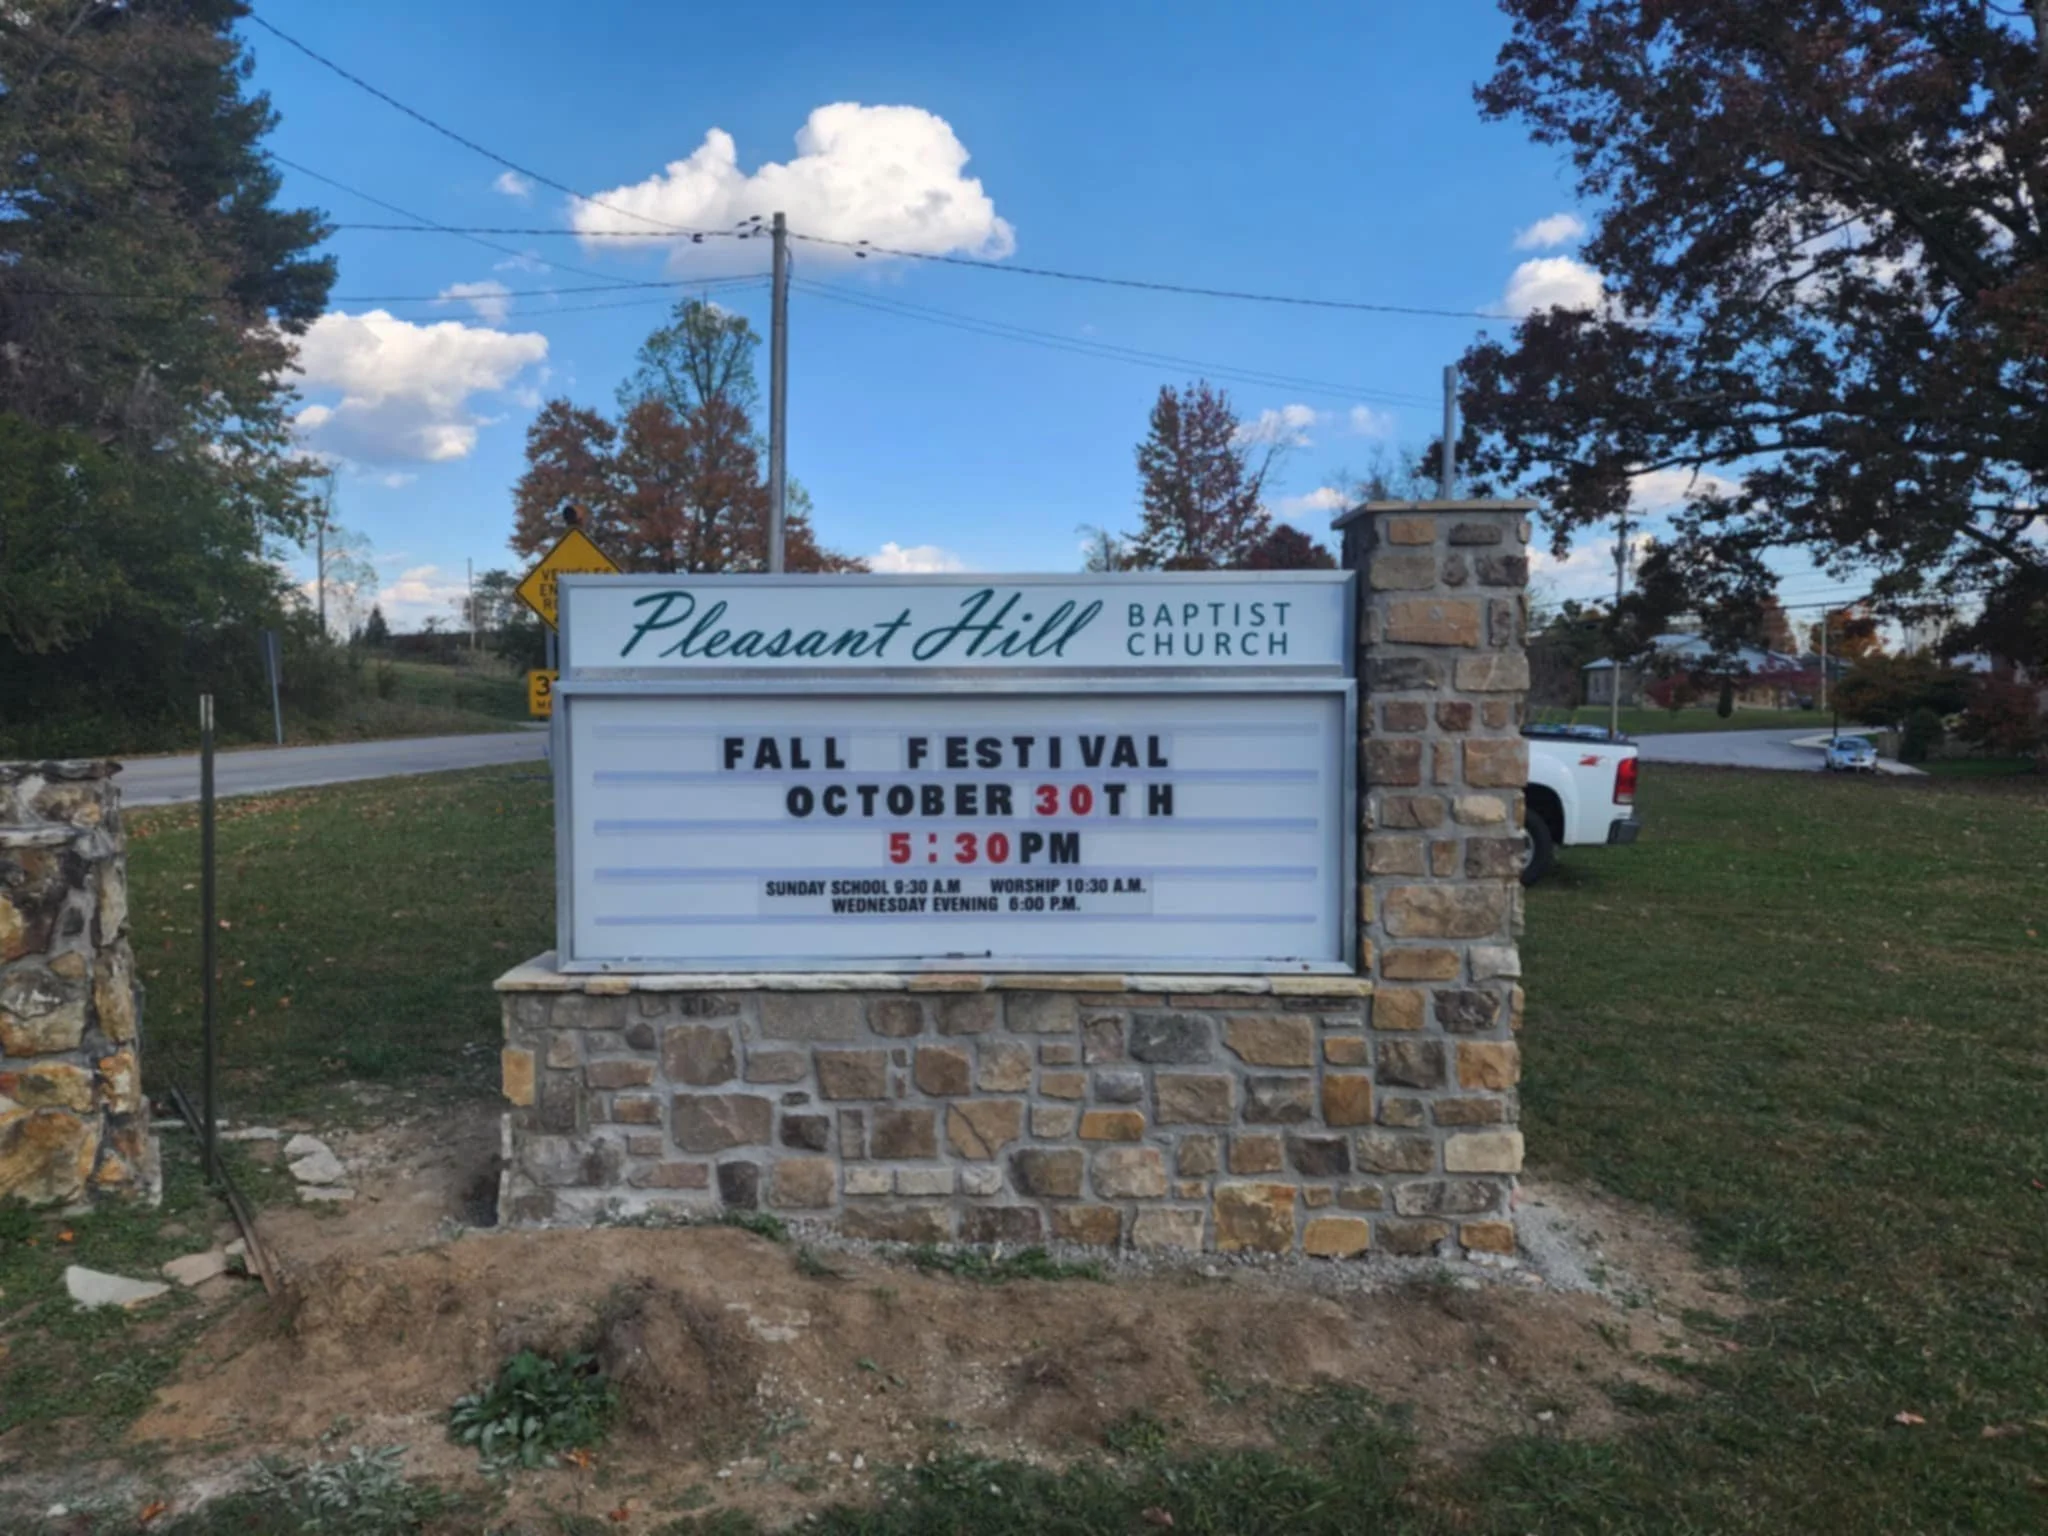 Pleasant Hill BAPTIST CHURCH
FALL FESTIVAL
OCTOBER 30TH
5:30PM
SUNDAY SCHOOL 9:30 A.M WORSHIP 10:30 A.M.
WEDNESDAY EVENING 6:00 P.M.
VEHICLES